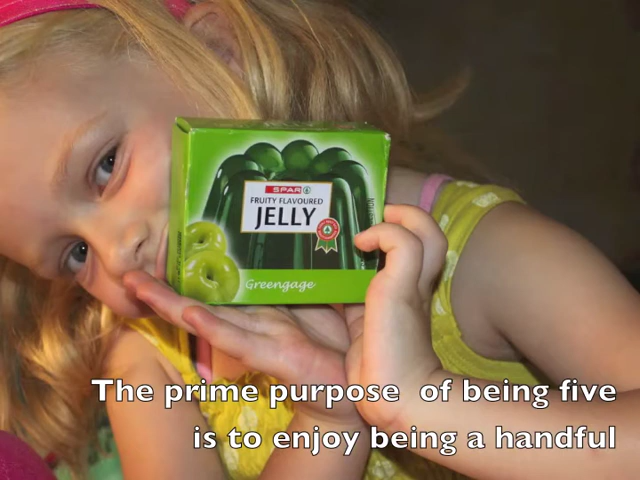 SPAR
FRUITY FLAVOURED
JELLY
Greengage
The prime purpose  of being five
is to enjoy being a handful